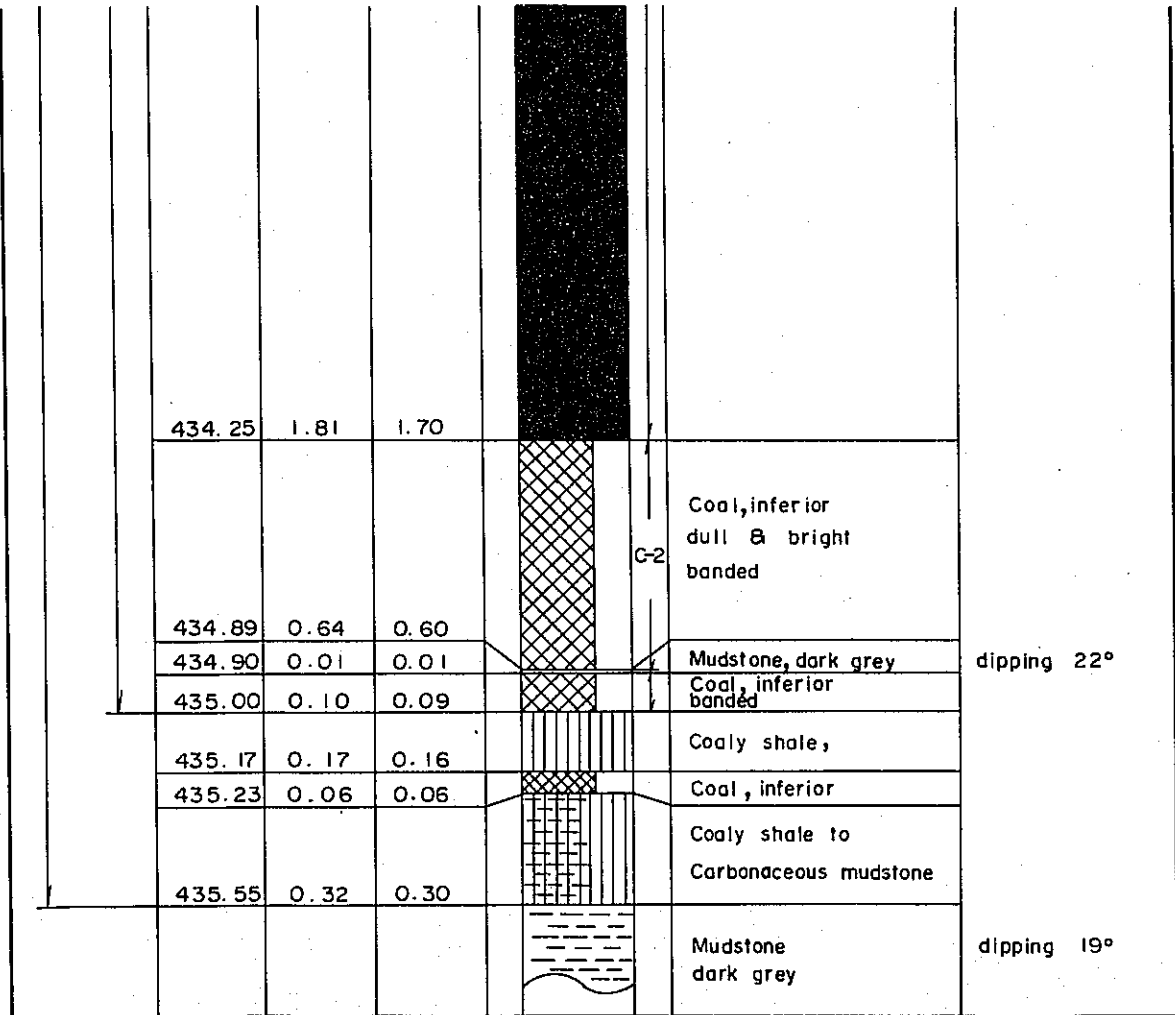 434.25 1.81 1.70
Coal, inferior
dull & bright
C-2
banded
434.89 0.64 0.60
434.90 0.01 0.01 Mudstone, dark grey dipping 22°
Coal, inferior
435.00 0.10 0.09 banded
Coaly shale,
435.17 0.17 0.16
435.23 0.06 0.06 Coal, inferior
Coaly shale to
Carbonaceous mudstone
435.55 0.32 0.30
Mudstone dipping 19°
dark grey